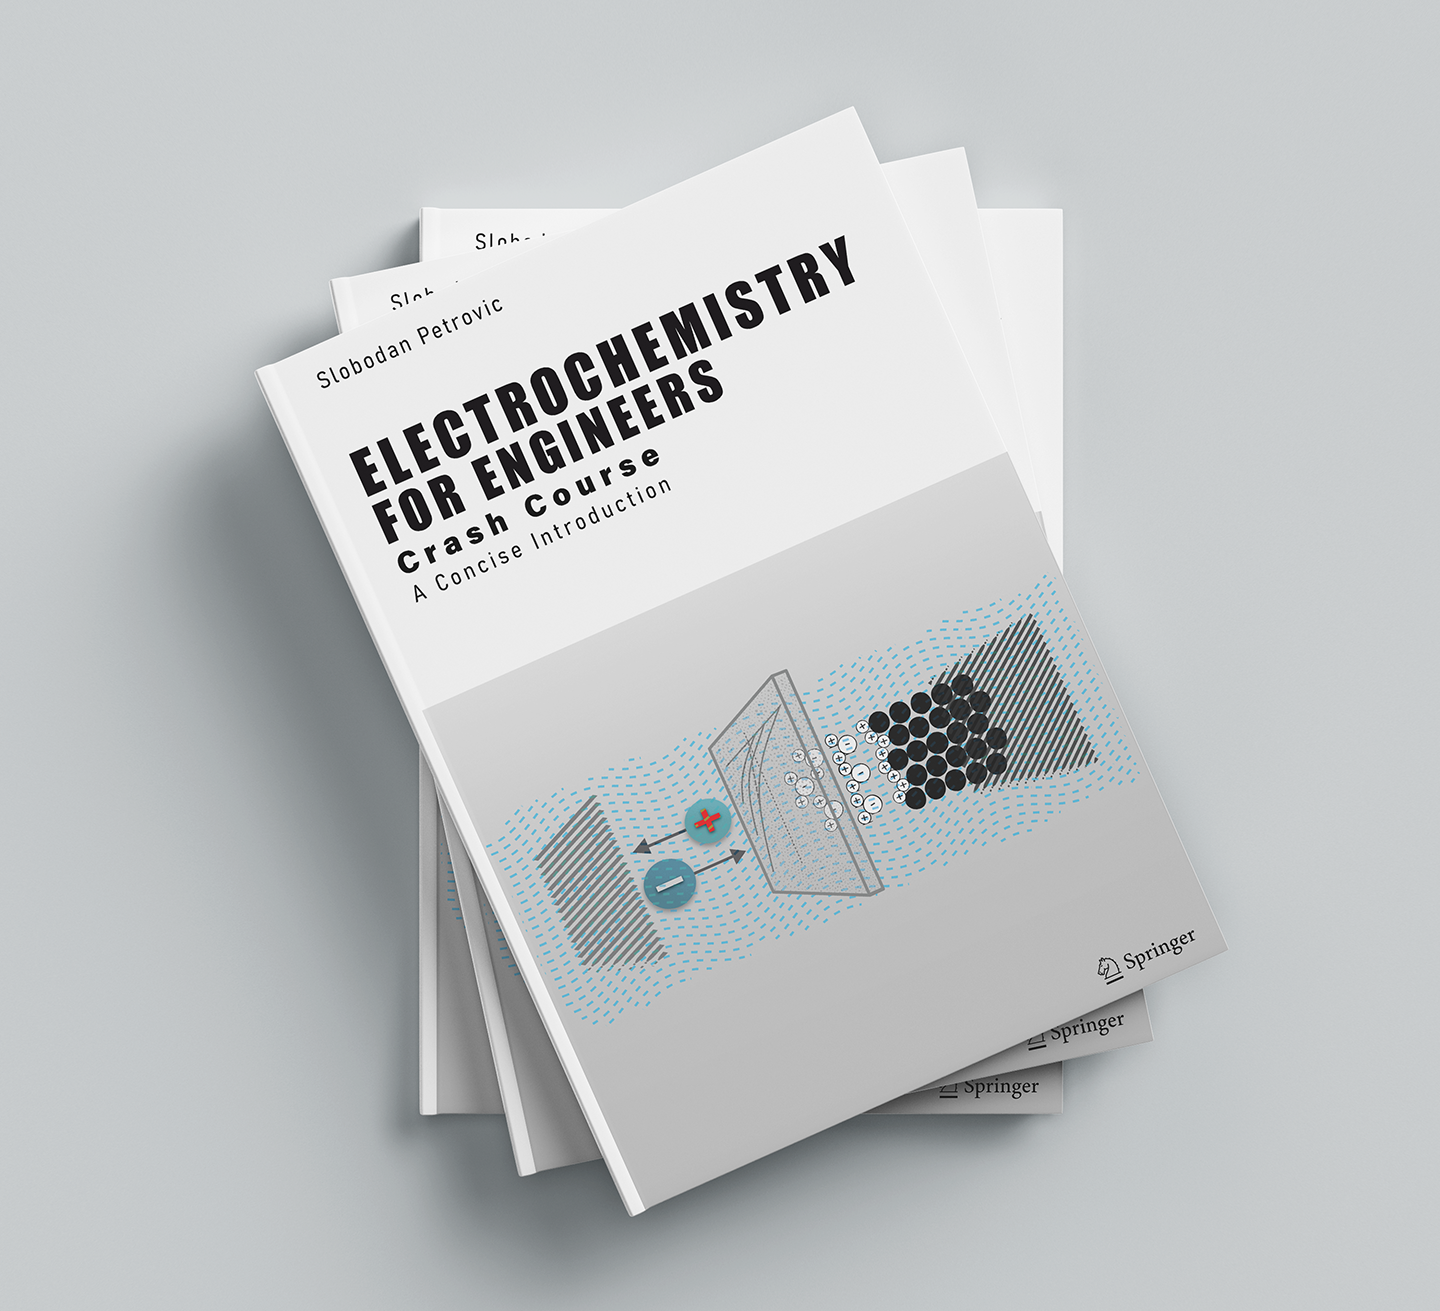 Slobodan Petrovic
ELECTROCHEMISTRY
FOR ENGINEERS
Crash Course
A Concise Introduction
Springer
Springer
Springer